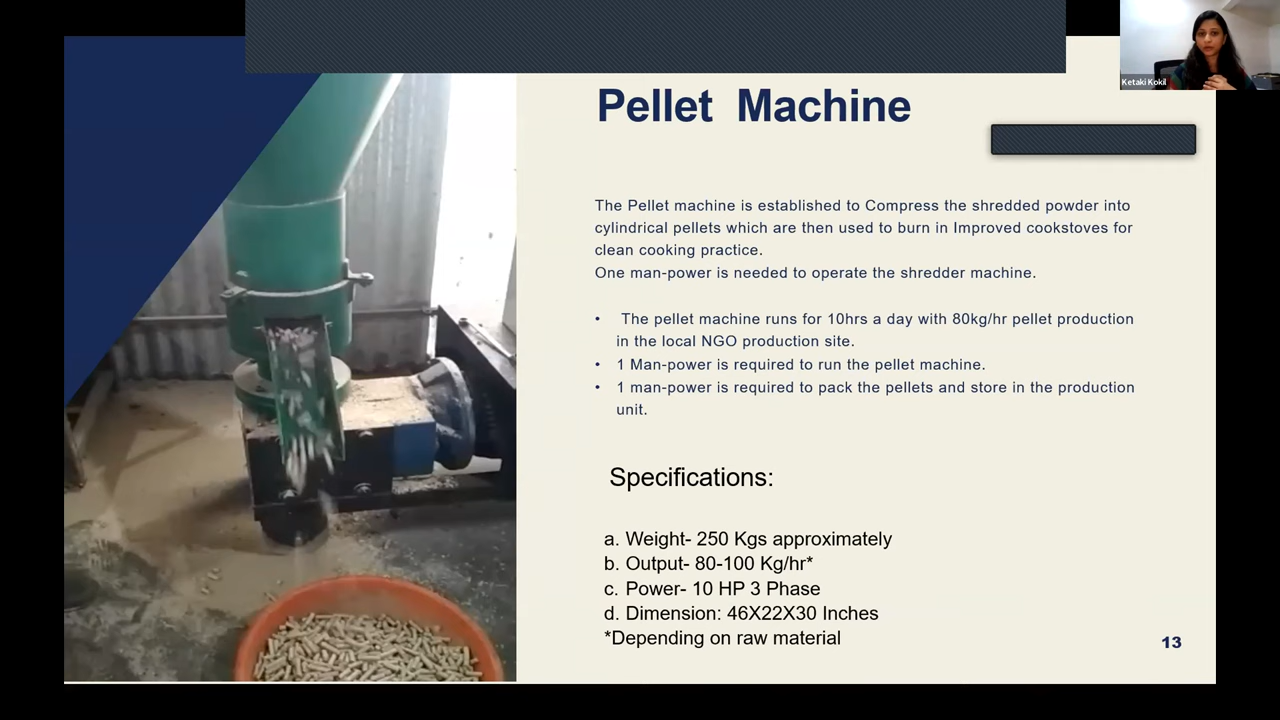 Ketaki Kokil
Pellet Machine
The Pellet machine is established to Compress the shredded powder into
cylindrical pellets which are then used to burn in Improved cookstoves for
clean cooking practice.
One man-power is needed to operate the shredder machine.
• The pellet machine runs for 10hrs a day with 80kg/hr pellet production
in the local NGO production site.
• 1 Man-power is required to run the pellet machine.
• 1 man-power is required to pack the pellets and store in the production
unit.
Specifications:
a. Weight- 250 Kgs approximately
b. Output- 80-100 Kg/hr*
c. Power- 10 HP 3 Phase
d. Dimension: 46X22X30 Inches
*Depending on raw material
13